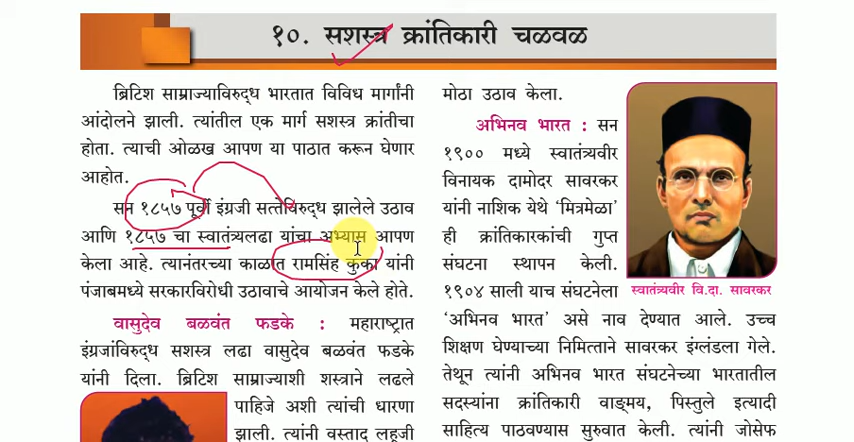 १०. सशस्त्र क्रांतिकारी चळवळ
ब्रिटिश साम्राज्याविरुद्ध भारतात विविध मार्गांनी
आंदोलने झाली. त्यांतील एक मार्ग सशस्त्र क्रांतीचा
होता. त्याची ओळख आपण या पाठात करून घेणार
आहोत.
सन १८५७ पूर्वी इंग्रजी सत्तेविरुद्ध झालेले उठाव
आणि १८५७ चा स्वातंत्र्यलढा यांचा अभ्यास आपण
केला आहे. त्यानंतरच्या काळात रामसिंह कुका यांनी
पंजाबमध्ये सरकारविरोधी उठावाचे आयोजन केले होते.
वासुदेव बळवंत फडके : महाराष्ट्रात
इंग्रजांविरुद्ध सशस्त्र लढा वासुदेव बळवंत फडके
यांनी दिला. ब्रिटिश साम्राज्याशी शस्त्राने लढले
पाहिजे अशी त्यांची धारणा
झाली. त्यांनी वस्ताद लहूजी
मोठा उठाव केला.
अभिनव भारत : सन
१९०० मध्ये स्वातंत्र्यवीर
विनायक दामोदर सावरकर
यांनी नाशिक येथे ‘मित्रमेळा’
ही क्रांतिकारकांची गुप्त
संघटना स्थापन केली.
१९०४ साली याच संघटनेला
स्वातंत्र्यवीर वि.दा. सावरकर
‘अभिनव भारत’ असे नाव देण्यात आले. उच्च
शिक्षण घेण्याच्या निमित्ताने सावरकर इंग्लंडला गेले.
तेथून त्यांनी अभिनव भारत संघटनेच्या भारतातील
सदस्यांना क्रांतिकारी वाङ्मय, पिस्तुले इत्यादी
साहित्य पाठवण्यास सुरुवात केली. त्यांनी जोसेफ